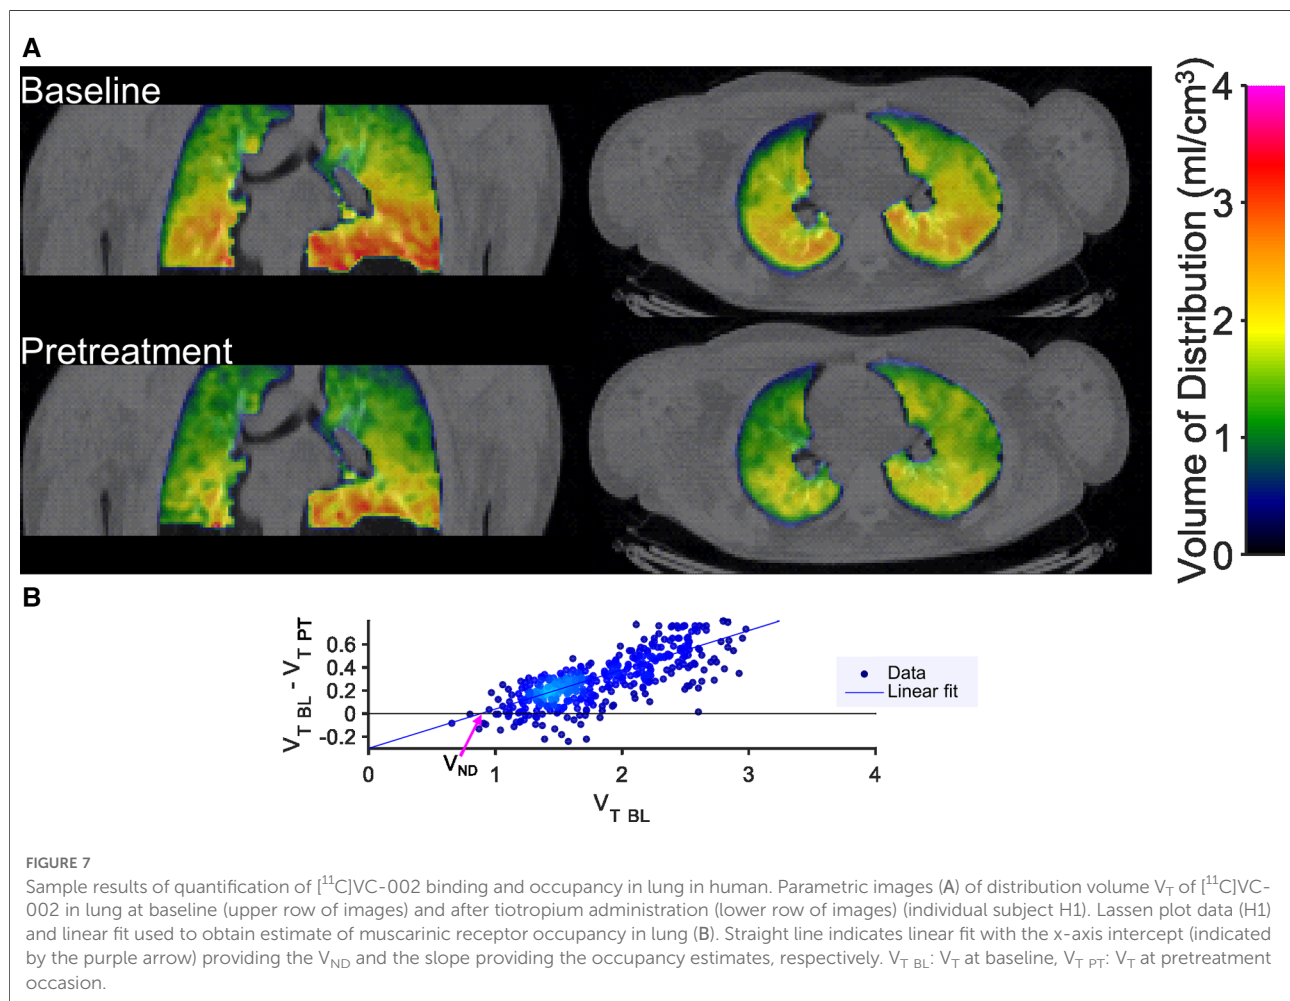 A
Baseline
Pretreatment
Volume of Distribution (ml/cm³)
4
3
2
1
0
B
V_T BL - V_T PT
0.6
0.4
0.2
0
-0.2
V_ND
0 1 2 3 4
V_T BL
Data
Linear fit
FIGURE 7
Sample results of quantification of [¹¹C]VC-002 binding and occupancy in lung in human. Parametric images (A) of distribution volume V_T of [¹¹C]VC-
002 in lung at baseline (upper row of images) and after tiotropium administration (lower row of images) (individual subject H1). Lassen plot data (H1)
and linear fit used to obtain estimate of muscarinic receptor occupancy in lung (B). Straight line indicates linear fit with the x-axis intercept (indicated
by the purple arrow) providing the V_ND and the slope providing the occupancy estimates, respectively. V_T BL: V_T at baseline, V_T PT: V_T at pretreatment
occasion.